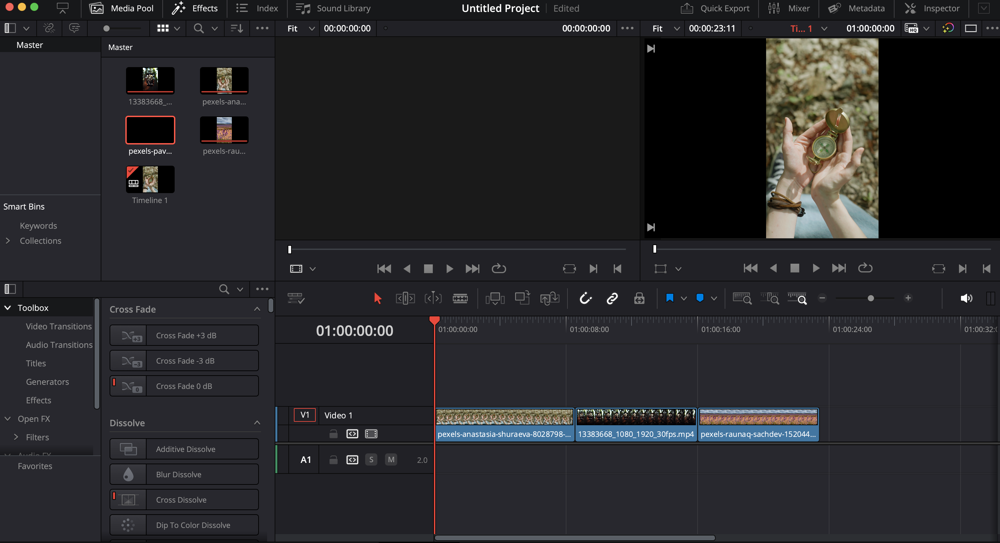 Media Pool
Effects
Index
Sound Library
Untitled Project
Edited
Quick Export
Mixer
Metadata
Inspector
Fit
00:00:00:00
00:00:00:00
Fit
00:00:23:11
Ti... 1
01:00:00:00
HQ
Master
Master
13383668_...
pexels-ana...
pexels-pav...
pexels-rau...
Timeline 1
Smart Bins
Keywords
Collections
Toolbox
Video Transitions
Audio Transitions
Titles
Generators
Effects
Open FX
Filters
Audio FX
Favorites
Cross Fade
+3
Cross Fade +3 dB
−3
Cross Fade -3 dB
0
Cross Fade 0 dB
Dissolve
Additive Dissolve
Blur Dissolve
Cross Dissolve
Dip To Color Dissolve
01:00:00:00
01:00:00:00
01:00:08:00
01:00:16:00
01:00:24:00
01:00:32:0
V1
Video 1
pexels-anastasia-shuraeva-8028798-...
13383668_1080_1920_30fps.mp4
pexels-raunaq-sachdev-152044...
A1
S
M
2.0